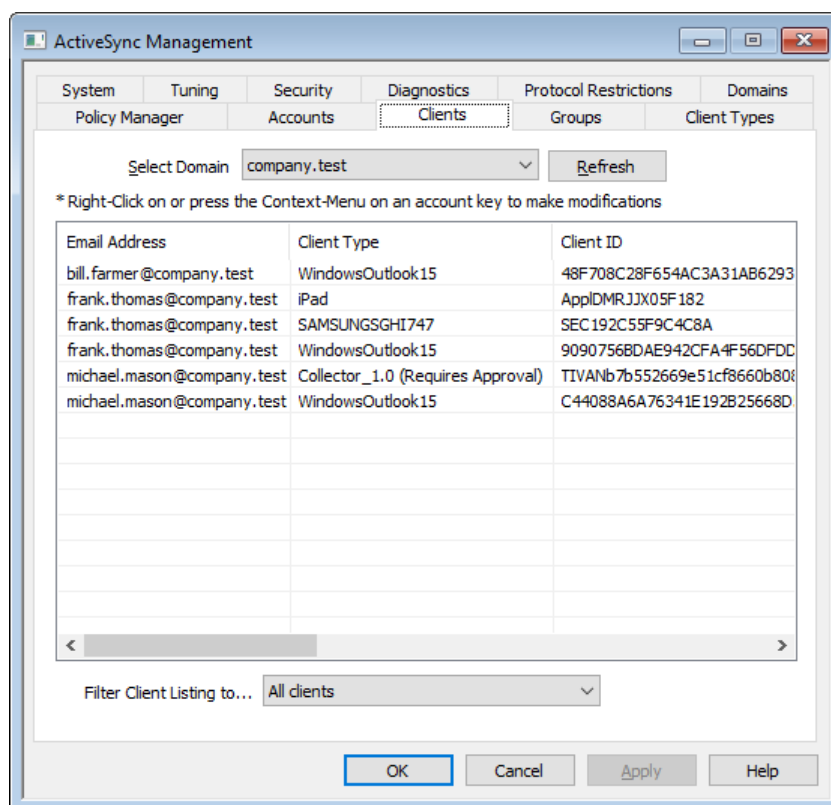 ActiveSync Management
System Tuning Security Diagnostics Protocol Restrictions Domains
Policy Manager Accounts Clients Groups Client Types
Select Domain company.test Refresh
* Right-Click on or press the Context-Menu on an account key to make modifications
Email Address Client Type Client ID
bill.farmer@company.test WindowsOutlook15 48F708C28F654AC3A31AB6293
frank.thomas@company.test iPad ApplDMRJJX05F182
frank.thomas@company.test SAMSUNGSGHI747 SEC192C55F9C4C8A
frank.thomas@company.test WindowsOutlook15 9090756BDAE942CFA4F56DFDD
michael.mason@company.test Collector_1.0 (Requires Approval) TIVANb7b552669e51cf8660b808
michael.mason@company.test WindowsOutlook15 C44088A6A76341E192B25668D
Filter Client Listing to... All clients
OK Cancel Apply Help